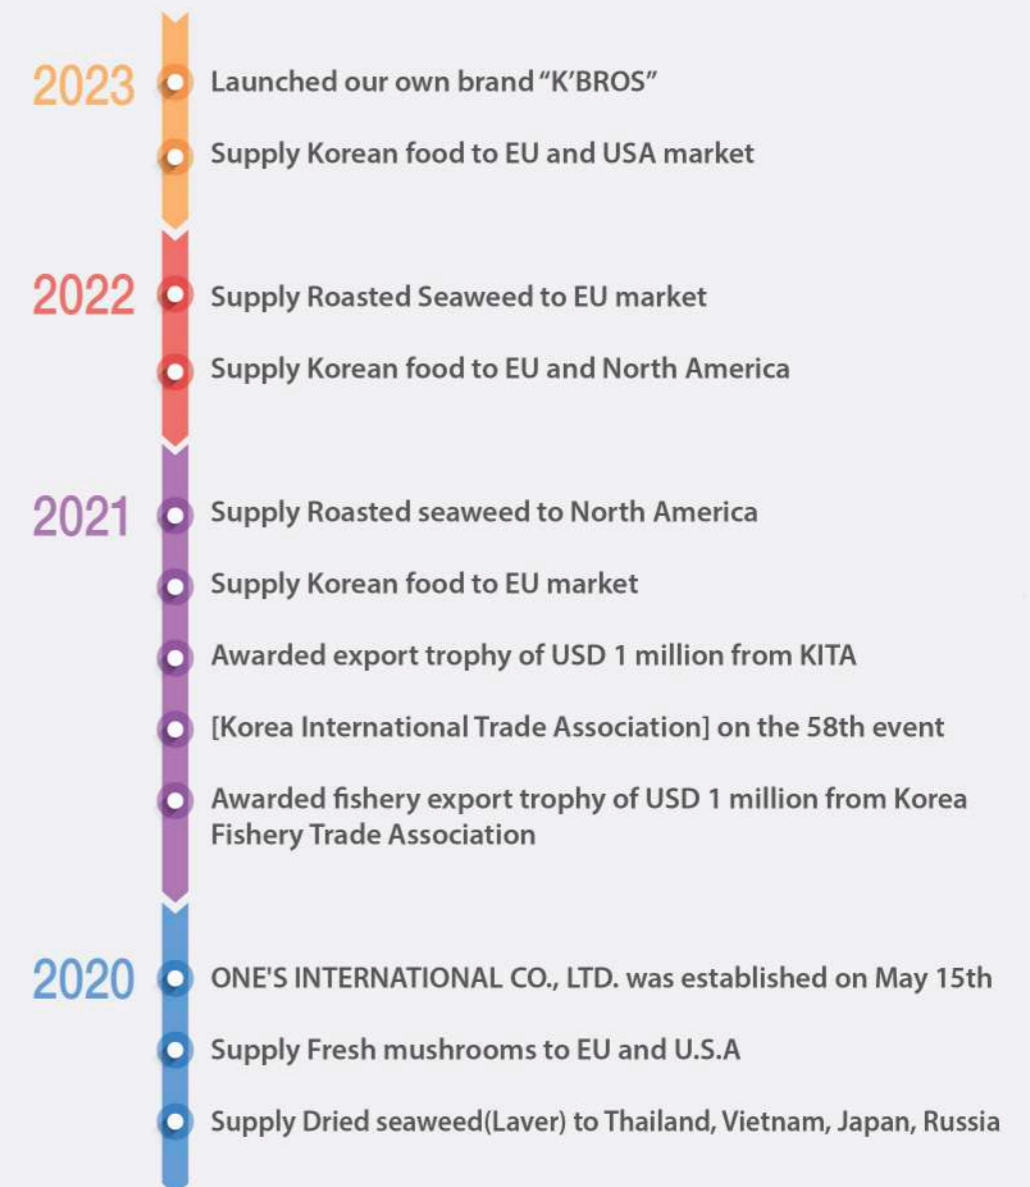 2023
Launched our own brand “K’BROS”
Supply Korean food to EU and USA market
2022
Supply Roasted Seaweed to EU market
Supply Korean food to EU and North America
2021
Supply Roasted seaweed to North America
Supply Korean food to EU market
Awarded export trophy of USD 1 million from KITA
[Korea International Trade Association] on the 58th event
Awarded fishery export trophy of USD 1 million from Korea
Fishery Trade Association
2020
ONE'S INTERNATIONAL CO., LTD. was established on May 15th
Supply Fresh mushrooms to EU and U.S.A
Supply Dried seaweed(Laver) to Thailand, Vietnam, Japan, Russia